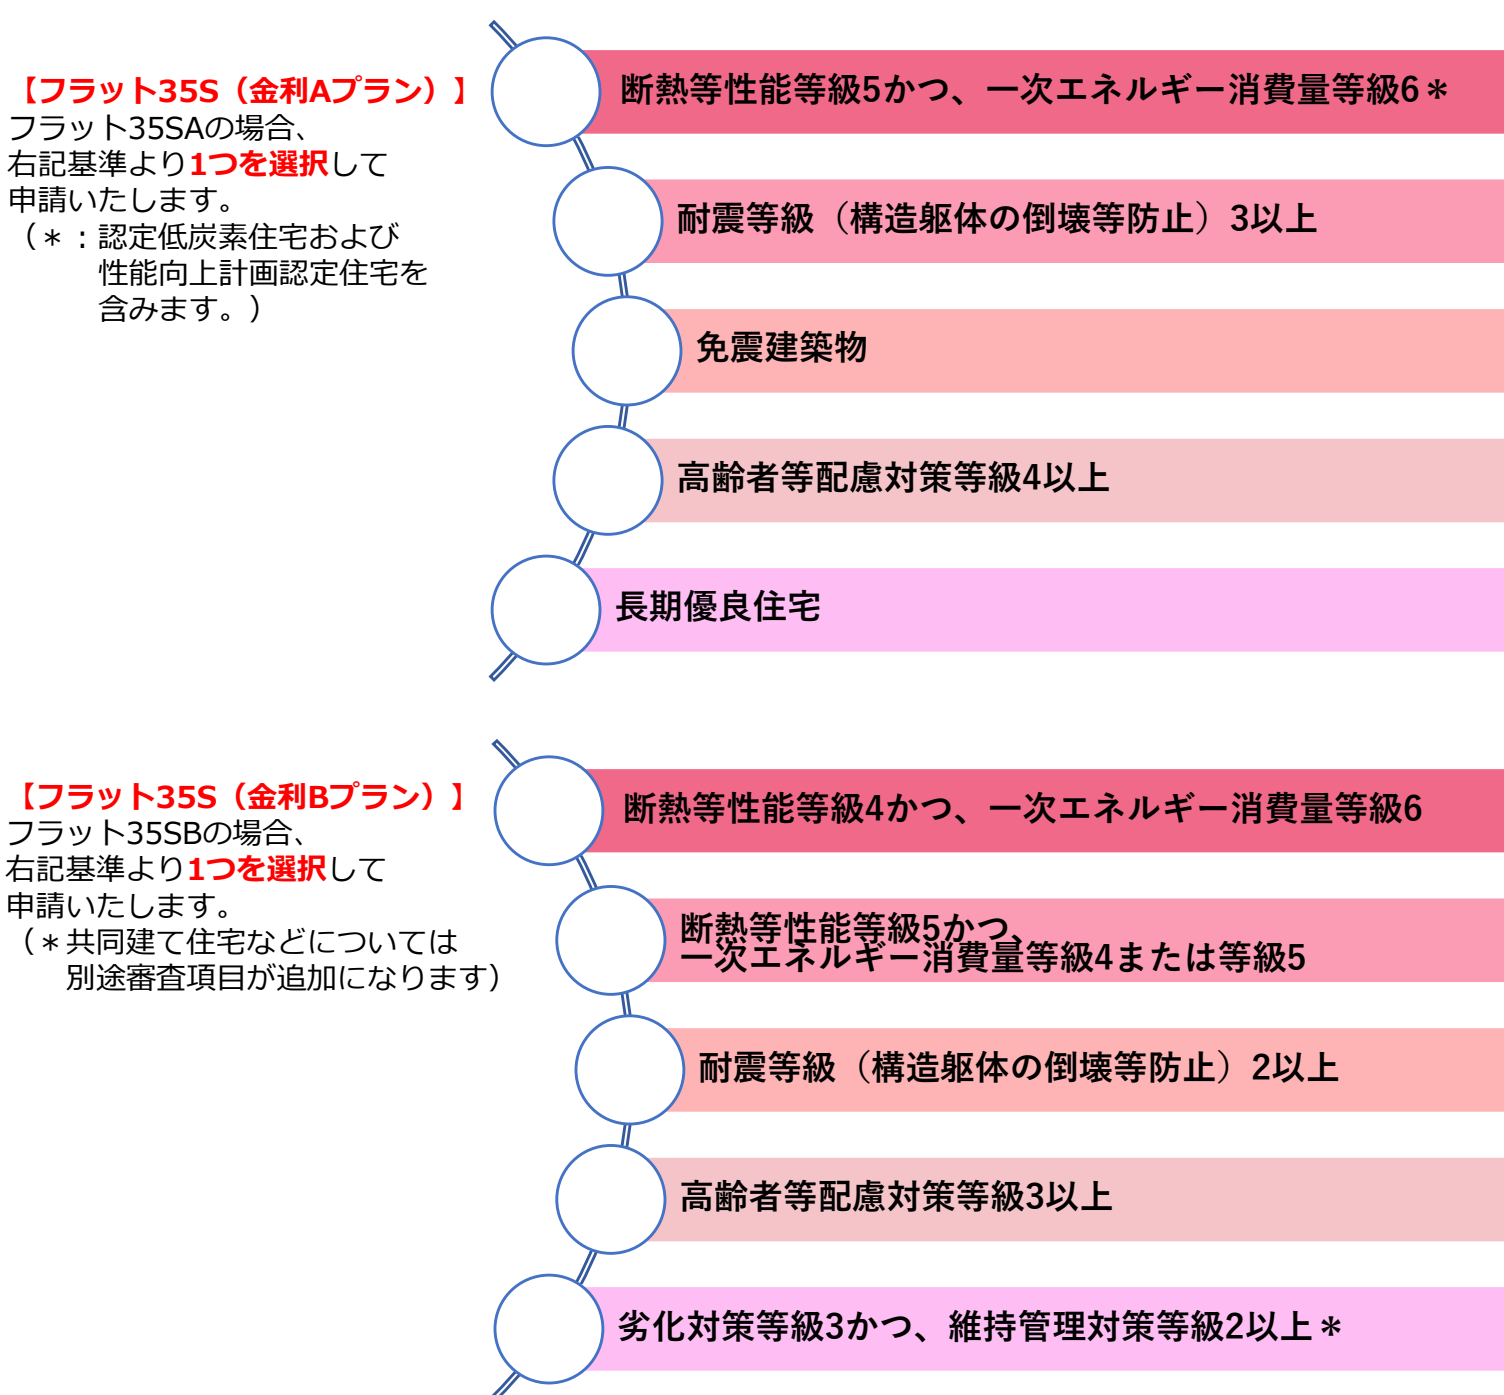 【フラット35S（金利Aプラン）】
フラット35SAの場合、
右記基準より1つを選択して
申請いたします。
（＊：認定低炭素住宅および
性能向上計画認定住宅を
含みます。）
断熱等性能等級5かつ、一次エネルギー消費量等級6＊
耐震等級（構造躯体の倒壊等防止）3以上
免震建築物
高齢者等配慮対策等級4以上
長期優良住宅
【フラット35S（金利Bプラン）】
フラット35SBの場合、
右記基準より1つを選択して
申請いたします。
（＊共同建て住宅などについては
別途審査項目が追加になります）
断熱等性能等級4かつ、一次エネルギー消費量等級6
断熱等性能等級5かつ、
一次エネルギー消費量等級4または等級5
耐震等級（構造躯体の倒壊等防止）2以上
高齢者等配慮対策等級3以上
劣化対策等級3かつ、維持管理対策等級2以上＊